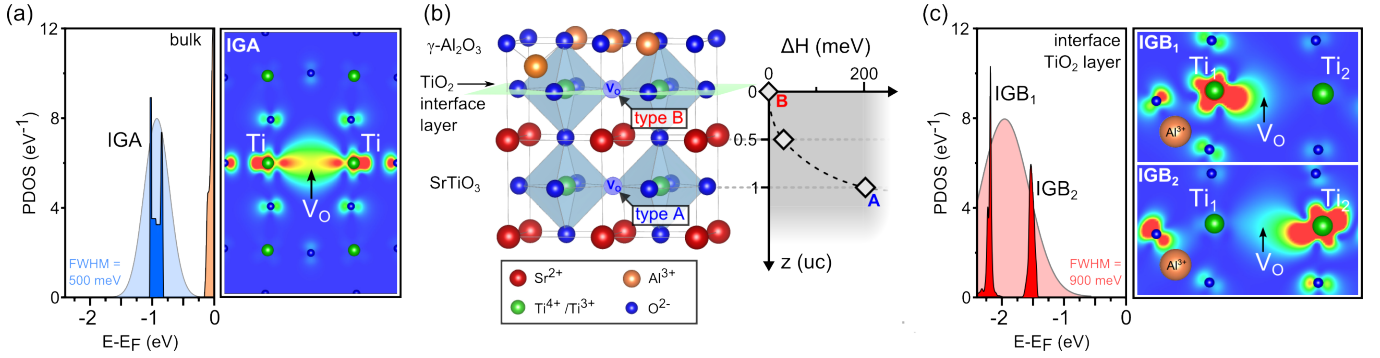 (a)
12
8
4
0
PDOS (eV⁻¹)
bulk
IGA
FWHM =
500 meV
-2
-1
0
E-E_F (eV)
IGA
Ti
Ti
V_O
(b)
γ-Al₂O₃
TiO₂
interface
layer
SrTiO₃
V_O
type B
V_O
type A
Sr²⁺
Al³⁺
Ti⁴⁺/Ti³⁺
O²⁻
ΔH (meV)
0
200
0
B
0.5
1
A
z (uc)
(c)
12
8
4
0
PDOS (eV⁻¹)
interface
TiO₂ layer
IGB₁
IGB₂
FWHM =
900 meV
-2
-1
0
E-E_F (eV)
IGB₁
Ti₁
Ti₂
Al³⁺
V_O
IGB₂
Ti₁
Ti₂
Al³⁺
V_O